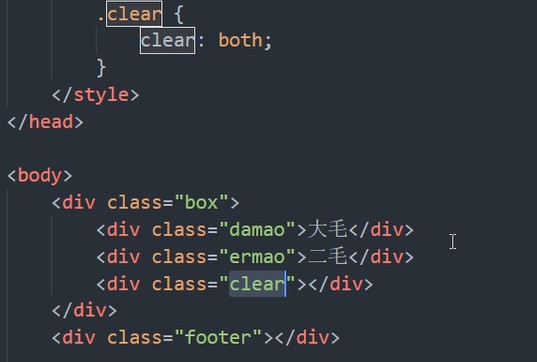 .clear {
clear: both;
}
</style>
</head>
<body>
<div class="box">
<div class="damao">大毛</div>
<div class="ermao">二毛</div>
<div class="clear"></div>
</div>
<div class="footer"></div>